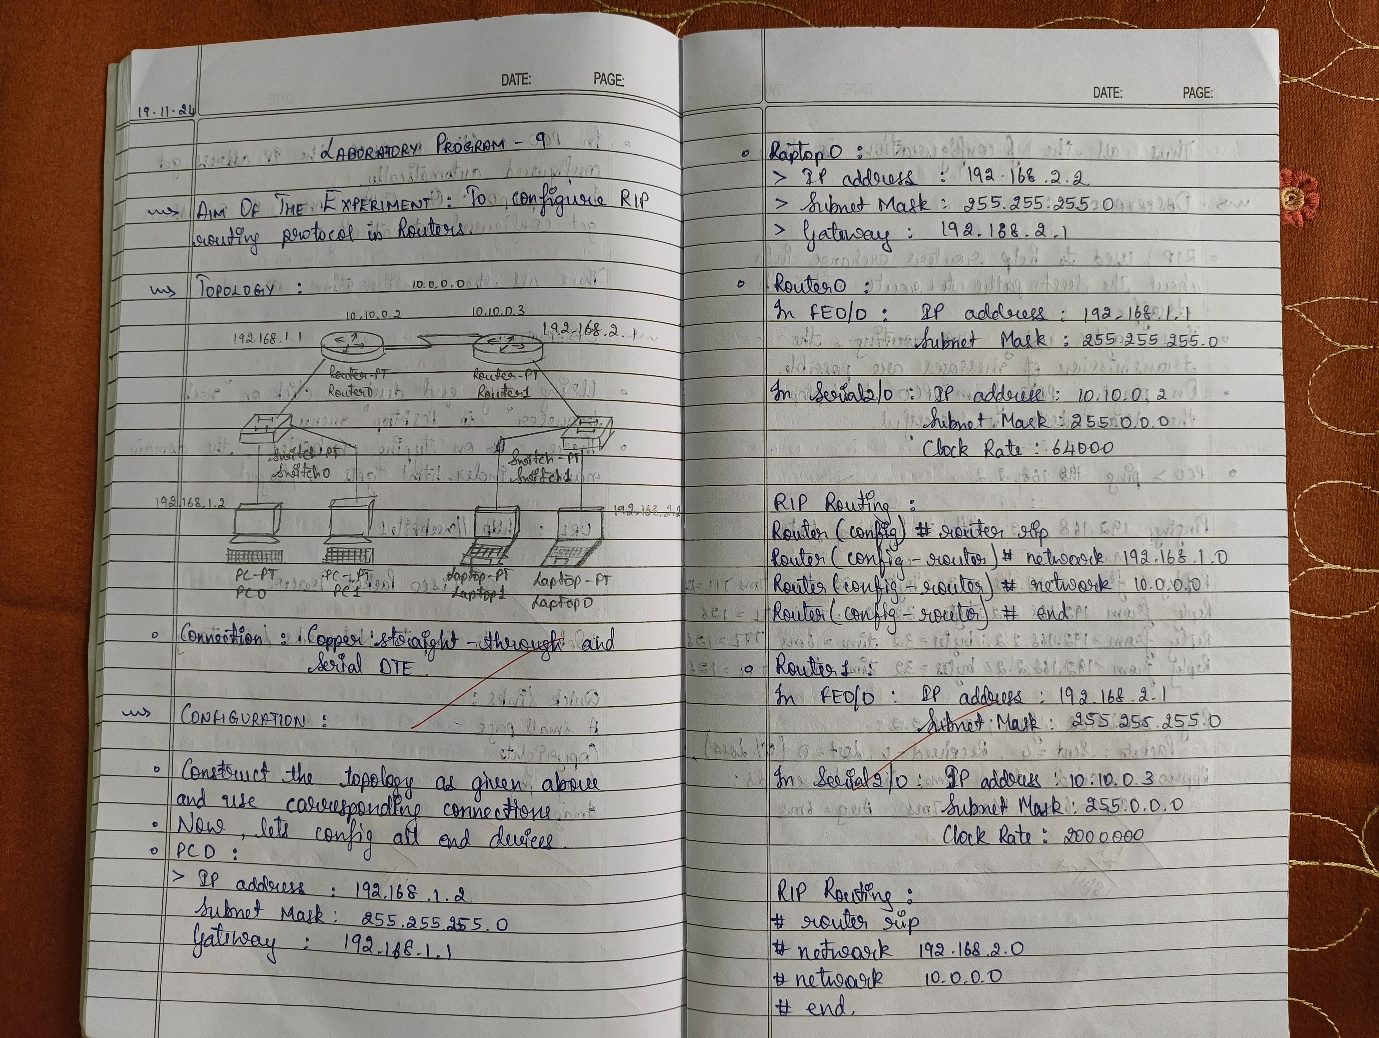 DATE: PAGE:
19.11.24
LABORATORY PROGRAM - 9
AIM OF THE EXPERIMENT : To configure RIP
routing protocol in Routers
TOPOLOGY :
10.0.0.0
10.10.0.2 10.10.0.3
192.168.1.1 192.168.2.1
Router-PT Router-PT
Router0 Router1
Switch-PT Switch-PT
Switch0 Switch1
192.168.1.2 192.168.2.2
PC-PT PC-PT Laptop-PT Laptop-PT
PC0 PC1 Laptop1 Laptop0
Connection : Copper straight - through and
Serial DTE.
CONFIGURATION :
Construct the topology as given above
and use corresponding connections.
Now, lets config all end devices.
PC0 :
> IP address : 192.168.1.2
Subnet Mask : 255.255.255.0
Gateway : 192.168.1.1
DATE: PAGE:
Laptop0 :
> IP address : 192.168.2.2
> Subnet Mask : 255.255.255.0
> Gateway : 192.168.2.1
Router0 :
In FE0/0 : IP address : 192.168.1.1
Subnet Mask : 255.255.255.0
In Serial2/0 : IP address : 10.10.0.2
Subnet Mask : 255.0.0.0
Clock Rate : 64000
RIP Routing :
Router (config) # router rip
Router (config - router) # network 192.168.1.0
Router (config - router) # network 10.0.0.0
Router (config - router) # end
Router1 :
In FE0/0 : IP address : 192.168.2.1
Subnet Mask : 255.255.255.0
In Serial2/0 : IP address : 10.10.0.3
Subnet Mask : 255.0.0.0
Clock Rate : 2000000
RIP Routing :
# router rip
# network 192.168.2.0
# network 10.0.0.0
# end.